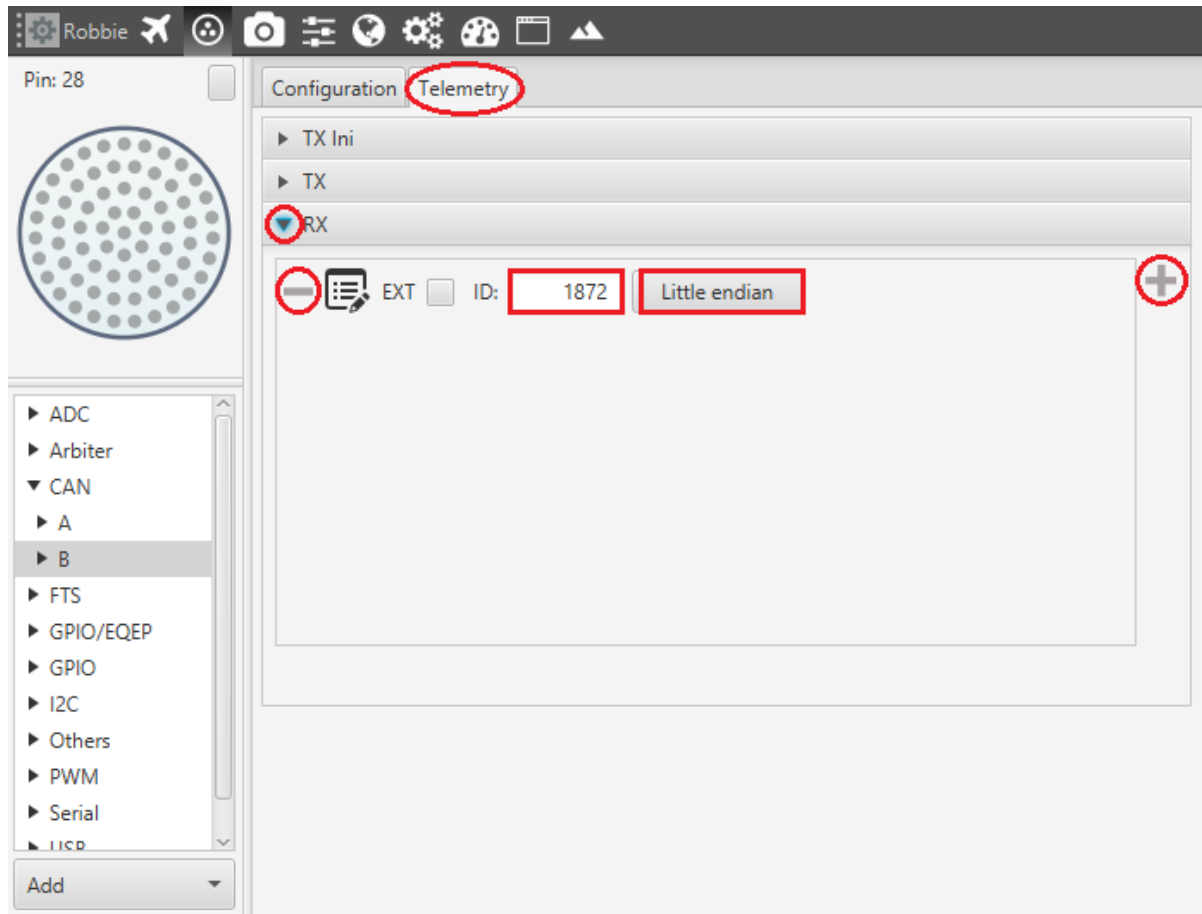 Robbie
Pin: 28
Configuration
Telemetry
TX Ini
TX
RX
EXT
ID:
1872
Little endian
ADC
Arbiter
CAN
A
B
FTS
GPIO/EQEP
GPIO
I2C
Others
PWM
Serial
USB
Add